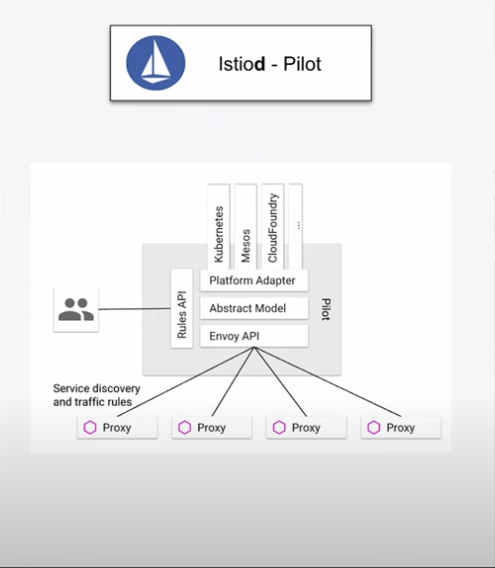 Istiod - Pilot
Kubernetes
Mesos
CloudFoundry
...
Platform Adapter
Rules API
Abstract Model
Pilot
Envoy API
Service discovery
and traffic rules
Proxy
Proxy
Proxy
Proxy